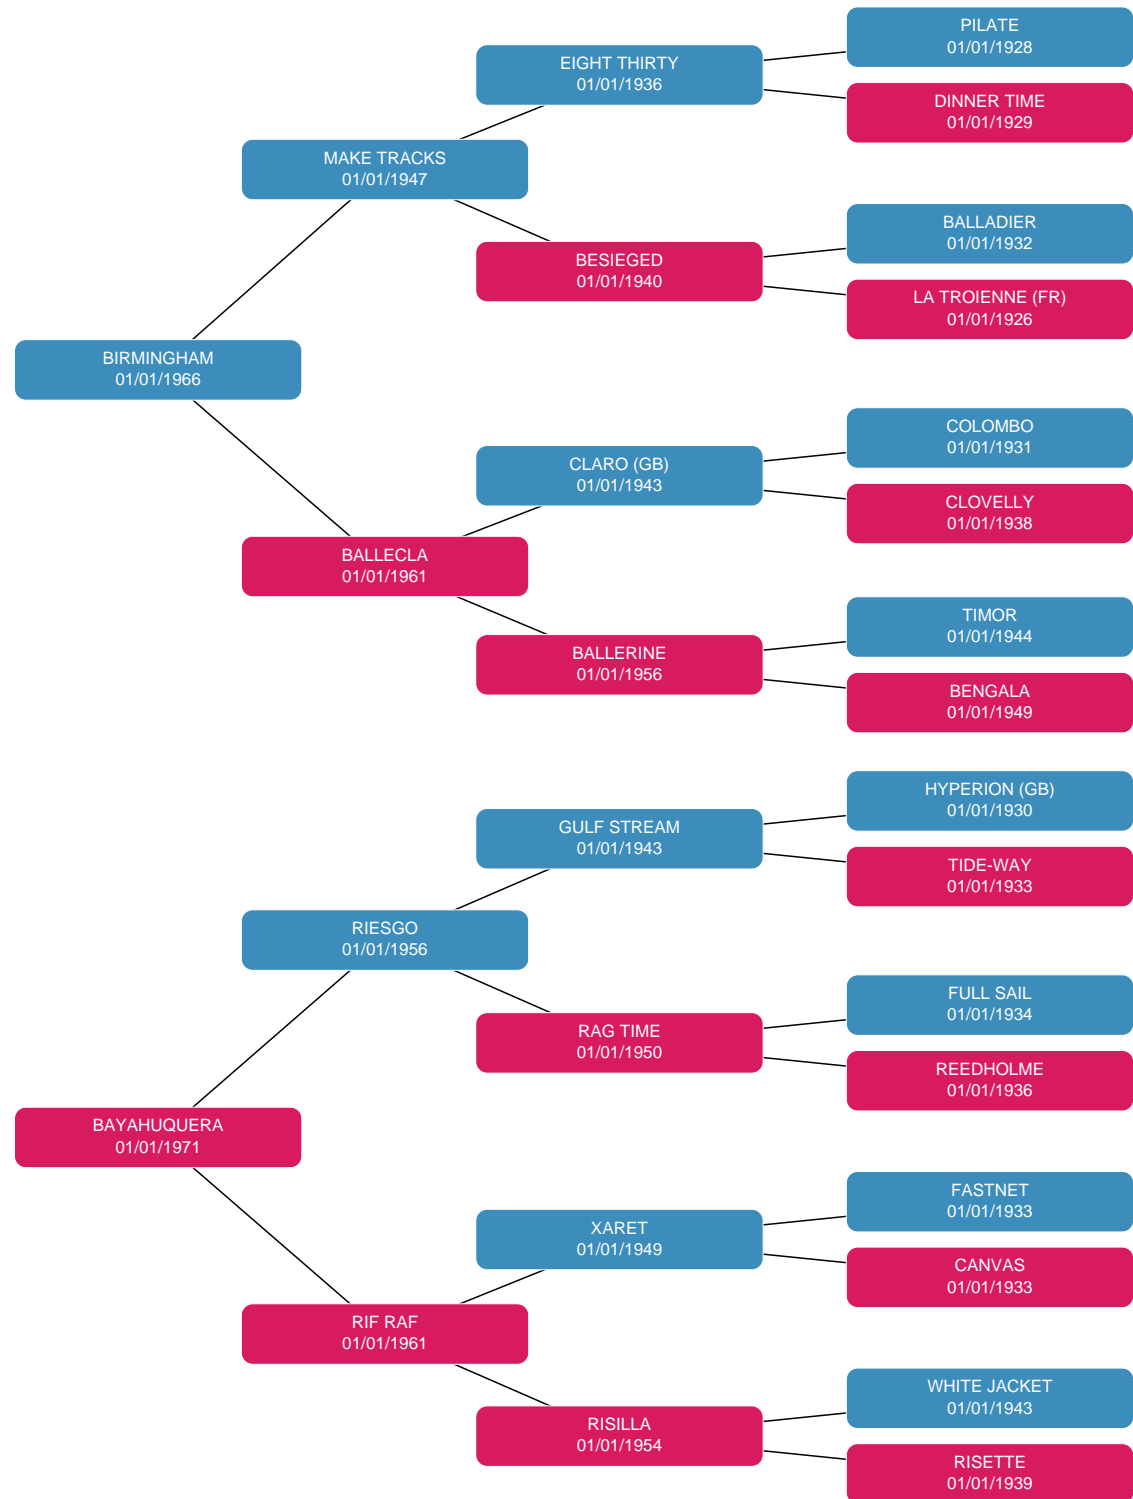 PILATE
01/01/1928
EIGHT THIRTY
01/01/1936
DINNER TIME
01/01/1929
MAKE TRACKS
01/01/1947
BALLADIER
01/01/1932
BESIEGED
01/01/1940
LA TROIENNE (FR)
01/01/1926
BIRMINGHAM
01/01/1966
COLOMBO
01/01/1931
CLARO (GB)
01/01/1943
CLOVELLY
01/01/1938
BALLECLA
01/01/1961
TIMOR
01/01/1944
BALLERINE
01/01/1956
BENGALA
01/01/1949
HYPERION (GB)
01/01/1930
GULF STREAM
01/01/1943
TIDE-WAY
01/01/1933
RIESGO
01/01/1956
FULL SAIL
01/01/1934
RAG TIME
01/01/1950
REEDHOLME
01/01/1936
BAYAHUQUERA
01/01/1971
FASTNET
01/01/1933
XARET
01/01/1949
CANVAS
01/01/1933
RIF RAF
01/01/1961
WHITE JACKET
01/01/1943
RISILLA
01/01/1954
RISETTE
01/01/1939